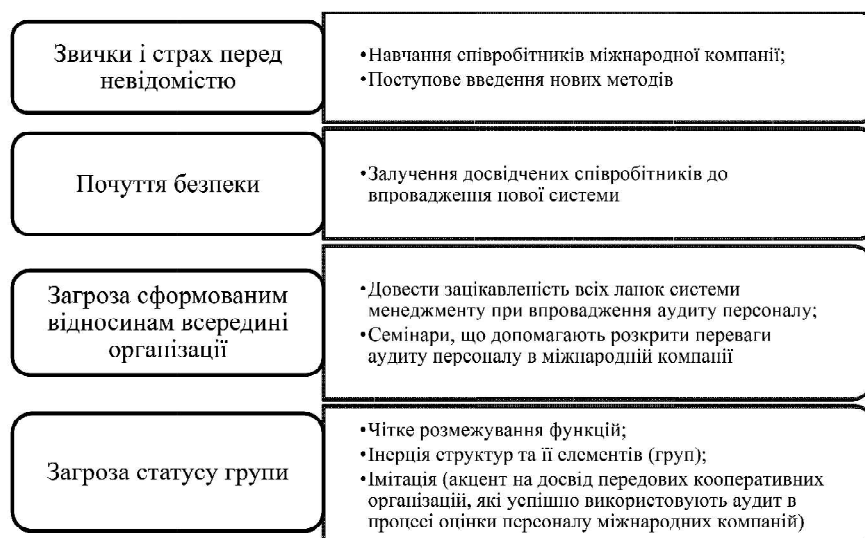 Звички і страх перед
невідомістю
•Навчання співробітників міжнародної компанії;
•Поступове введення нових методів
Почуття безпеки
•Залучення досвідчених співробітників до
впровадження нової системи
Загроза сформованим
відносинам всередині
організації
•Довести зацікавленість всіх ланок системи
менеджменту при впровадження аудиту персоналу;
•Семінари, що допомагають розкрити переваги
аудиту персоналу в міжнародній компанії
Загроза статусу групи
•Чітке розмежування функцій;
•Інерція структур та її елементів (груп);
•Імітація (акцент на досвід передових кооперативних
організацій, які успішно використовують аудит в
процесі оцінки персоналу міжнародних компаній)